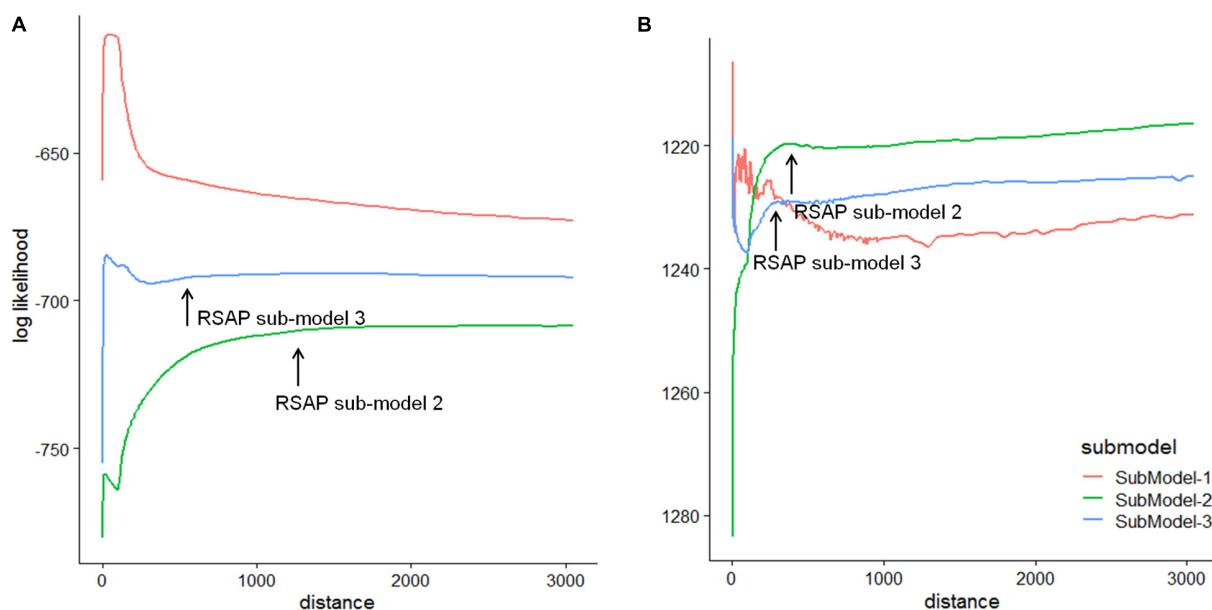 A
log likelihood
-650
-700
-750
RSAP sub-model 3
RSAP sub-model 2
0
1000
2000
3000
distance
B
1220
1240
1260
1280
RSAP sub-model 2
RSAP sub-model 3
submodel
SubModel-1
SubModel-2
SubModel-3
0
1000
2000
3000
distance